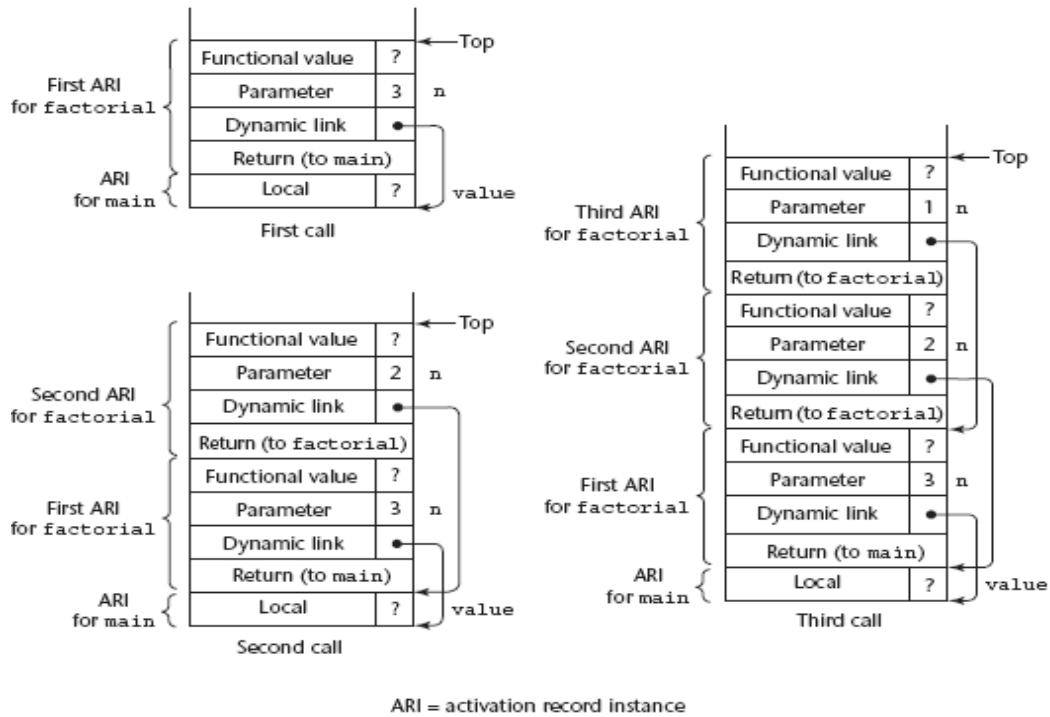 Top
Functional value ?
First ARI
for factorial
Parameter 3 n
Dynamic link
Return (to main)
ARI
for main
Local ?
value
First call
Top
Functional value ?
Second ARI
for factorial
Parameter 2 n
Dynamic link
Return (to factorial)
Functional value ?
First ARI
for factorial
Parameter 3 n
Dynamic link
Return (to main)
ARI
for main
Local ?
value
Second call
Top
Functional value ?
Third ARI
for factorial
Parameter 1 n
Dynamic link
Return (to factorial)
Functional value ?
Second ARI
for factorial
Parameter 2 n
Dynamic link
Return (to factorial)
Functional value ?
First ARI
for factorial
Parameter 3 n
Dynamic link
Return (to main)
ARI
for main
Local ?
value
Third call
ARI = activation record instance